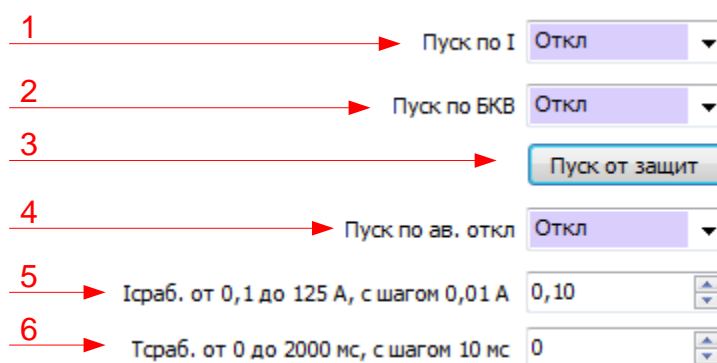 1 Пуск по I Откл
2 Пуск по БКВ Откл
3 Пуск от защит
4 Пуск по ав. откл Откл
5 Iсраб. от 0,1 до 125 А, с шагом 0,01 А 0,10
6 Тсраб. от 0 до 2000 мс, с шагом 10 мс 0